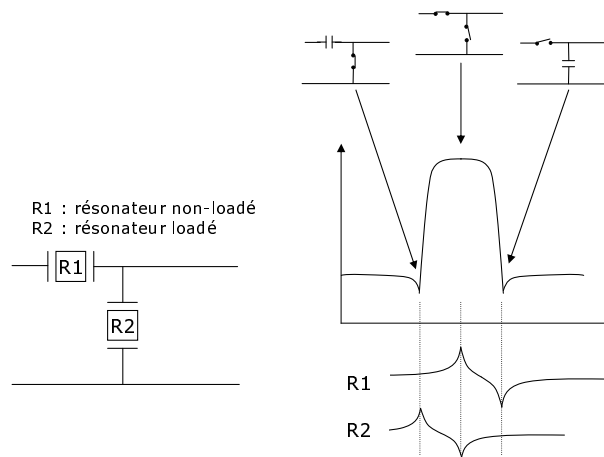 R1 : résonateur non-loadé
R2 : résonateur loadé
R1
R2
R1
R2